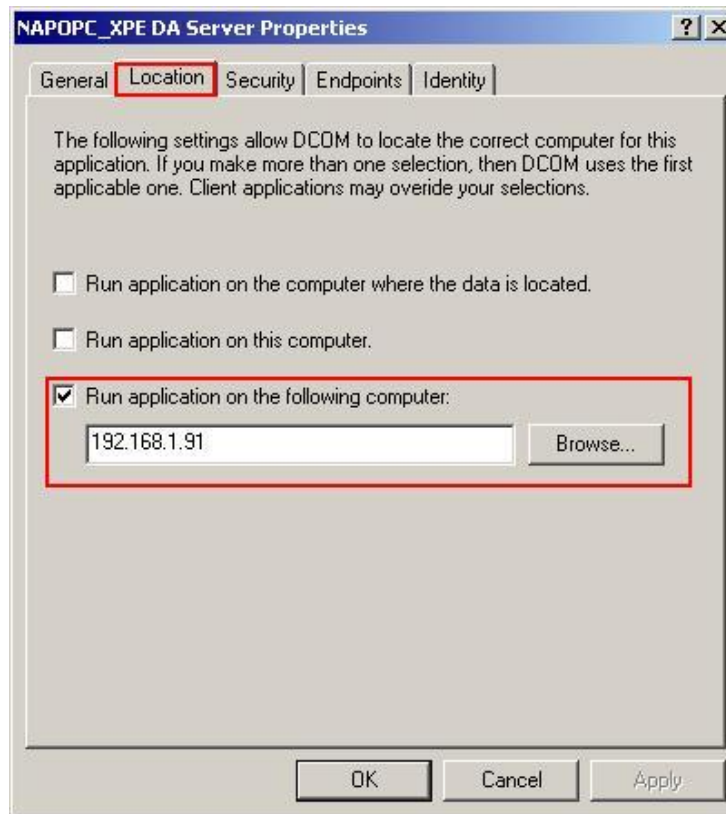 NAPOPC_XPE DA Server Properties
General Location Security Endpoints Identity
The following settings allow DCOM to locate the correct computer for this
application. If you make more than one selection, then DCOM uses the first
applicable one. Client applications may overide your selections.
Run application on the computer where the data is located.
Run application on this computer.
Run application on the following computer:
192.168.1.91 Browse...
OK Cancel Apply